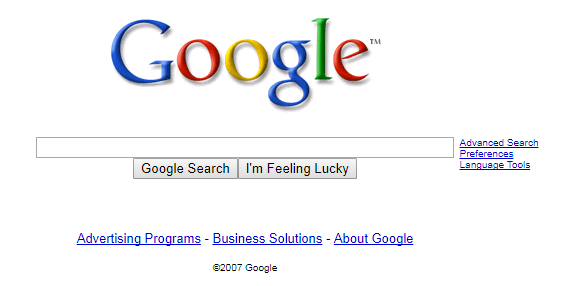 Google™
Advanced Search
Preferences
Language Tools
Google Search I'm Feeling Lucky
Advertising Programs - Business Solutions - About Google
©2007 Google